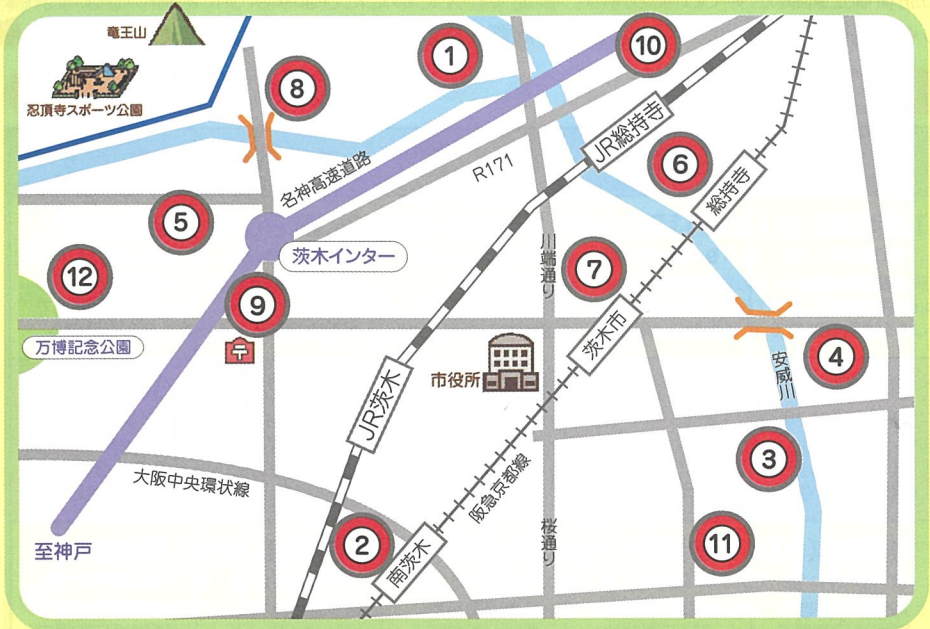 竜王山
忍頂寺スポーツ公園
1
10
8
JR総持寺
名神高速道路
R171
6
総持寺
5
茨木インター
川端通り
7
12
9
万博記念公園
〒
茨木市
市役所
安威川
4
JR茨木
大阪中央環状線
阪急京都線
3
至神戸
2
南茨木
桜通り
11